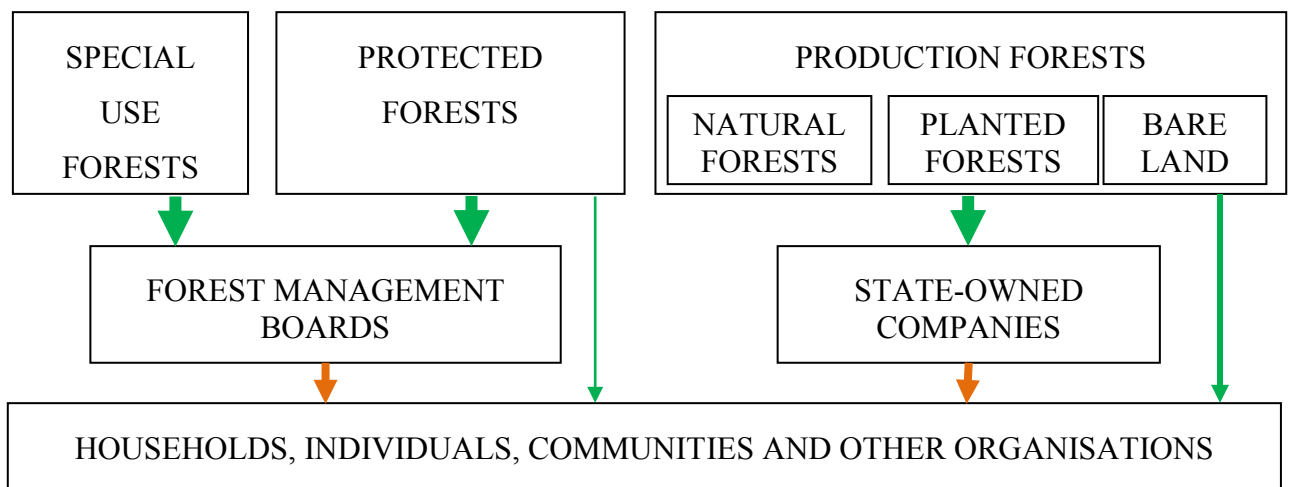 SPECIAL
USE
FORESTS
PROTECTED
FORESTS
PRODUCTION FORESTS
NATURAL
FORESTS
PLANTED
FORESTS
BARE
LAND
FOREST MANAGEMENT
BOARDS
STATE-OWNED
COMPANIES
HOUSEHOLDS, INDIVIDUALS, COMMUNITIES AND OTHER ORGANISATIONS